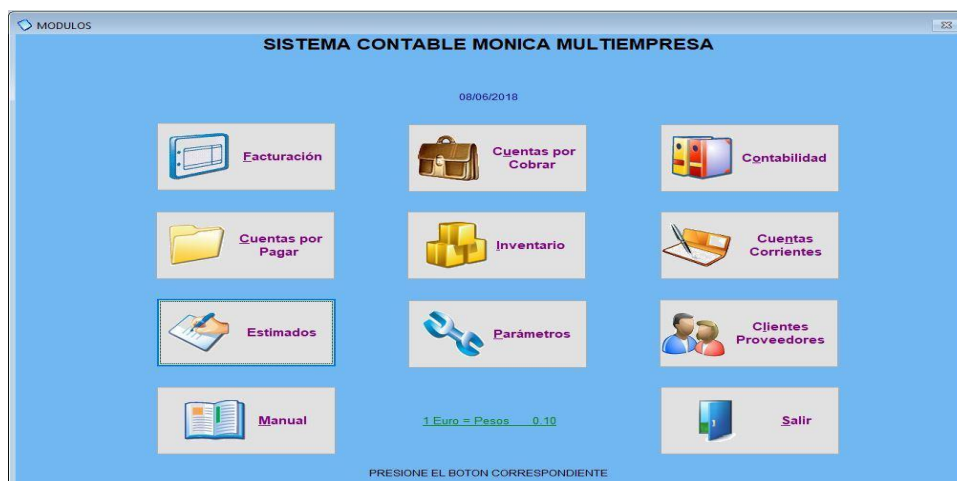 MODULOS
SISTEMA CONTABLE MONICA MULTIEMPRESA
08/06/2018
Facturación
Cuentas por
Cobrar
Contabilidad
Cuentas por
Pagar
Inventario
Cuentas
Corrientes
Estimados
Parámetros
Clientes
Proveedores
Manual
1 Euro = Pesos 0.10
Salir
PRESIONE EL BOTON CORRESPONDIENTE